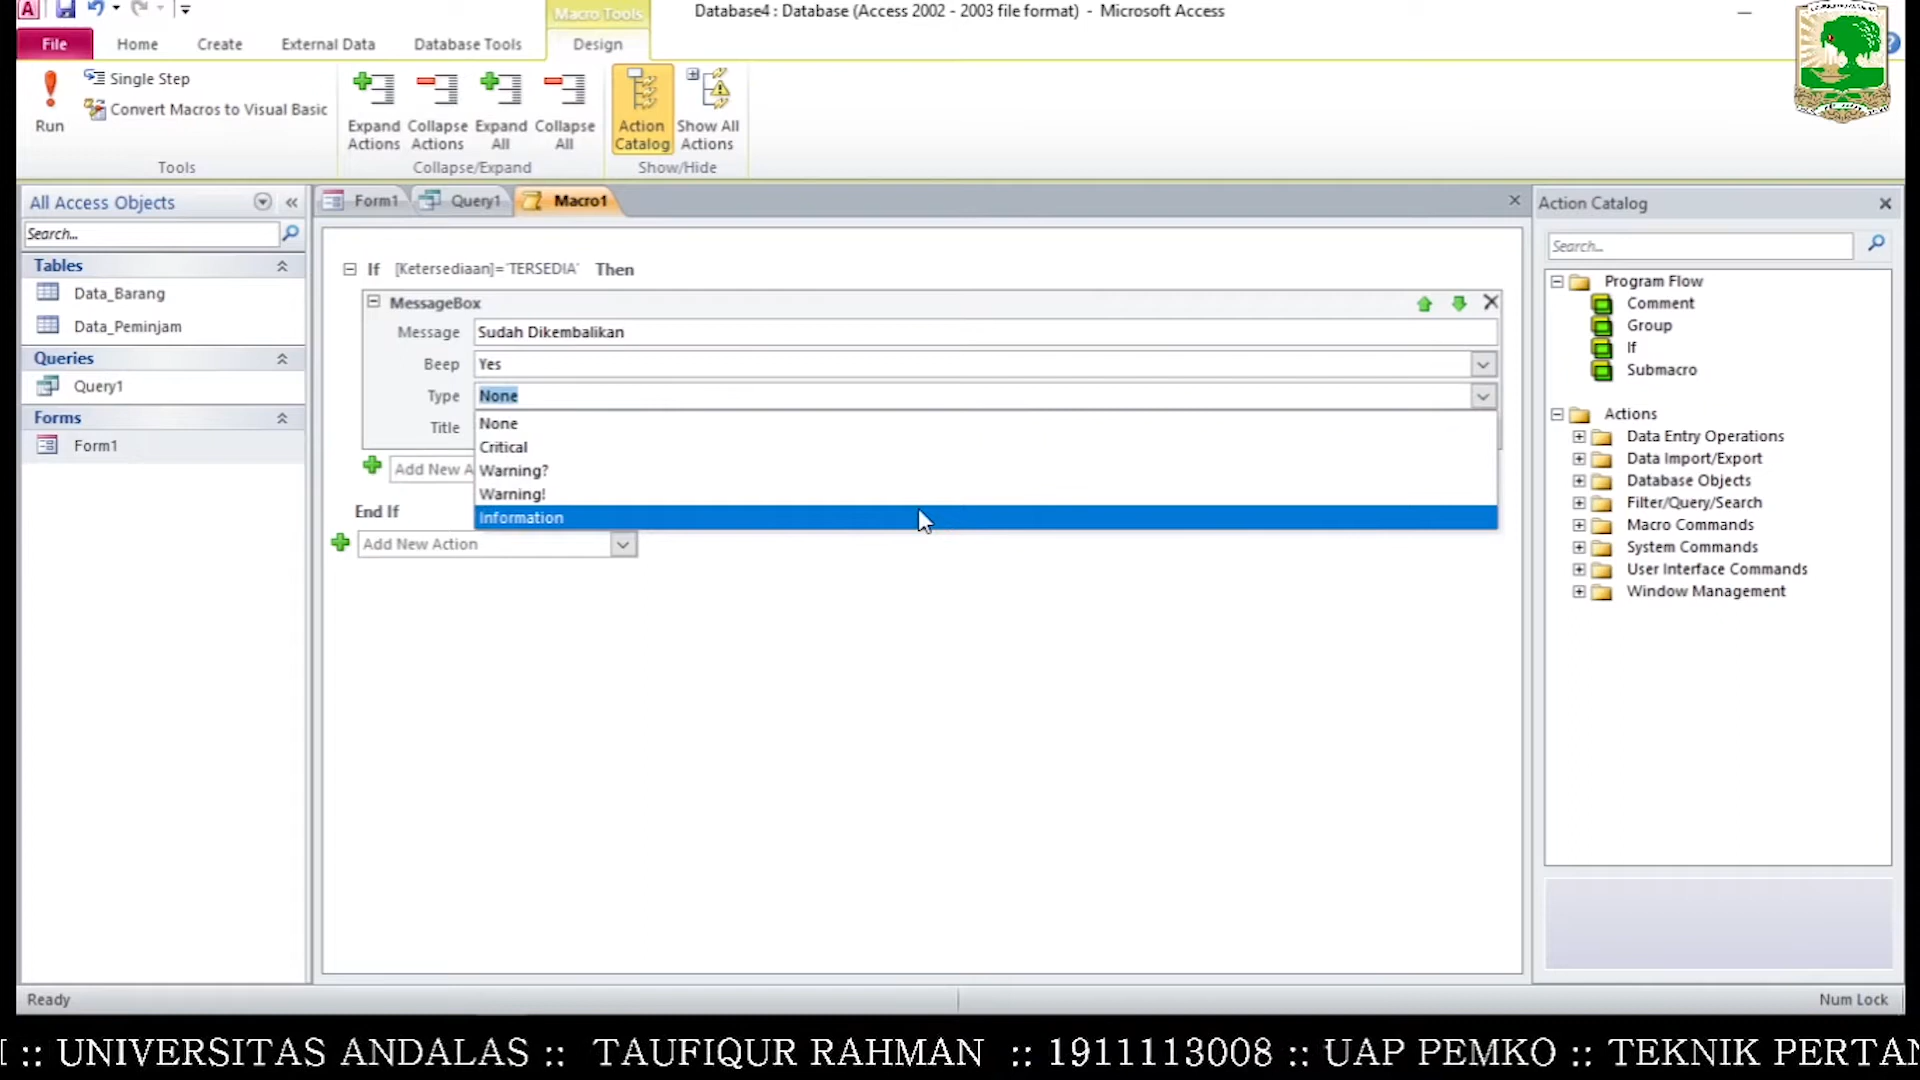 Macro Tools
Database4 : Database (Access 2002 - 2003 file format) - Microsoft Access
File Home Create External Data Database Tools Design
Run
Single Step
Convert Macros to Visual Basic
Tools
Expand Actions
Collapse Actions
Expand All
Collapse All
Collapse/Expand
Action Catalog
Show All Actions
Show/Hide
All Access Objects
Search...
Tables
Data_Barang
Data_Peminjam
Queries
Query1
Forms
Form1
Form1 Query1 Macro1
If [Ketersediaan]='TERSEDIA' Then
MessageBox
Message Sudah Dikembalikan
Beep Yes
Type None
Title
None
Critical
Warning?
Warning!
Information
Add New A
End If
Add New Action
Action Catalog
Search...
Program Flow
Comment
Group
If
Submacro
Actions
Data Entry Operations
Data Import/Export
Database Objects
Filter/Query/Search
Macro Commands
System Commands
User Interface Commands
Window Management
Ready
Num Lock
:: UNIVERSITAS ANDALAS :: TAUFIQUR RAHMAN :: 1911113008 :: UAP PEMKO :: TEKNIK PERTAN